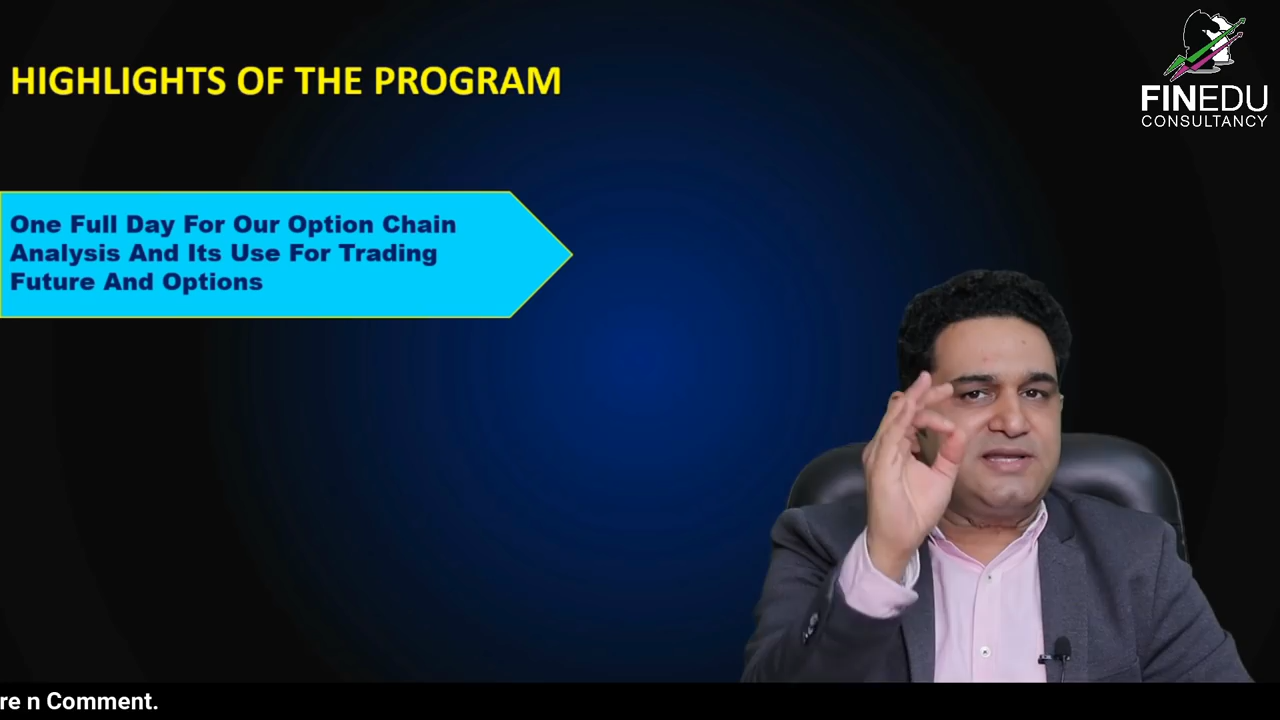 HIGHLIGHTS OF THE PROGRAM
FINEDU
CONSULTANCY
One Full Day For Our Option Chain
Analysis And Its Use For Trading
Future And Options
re n Comment.